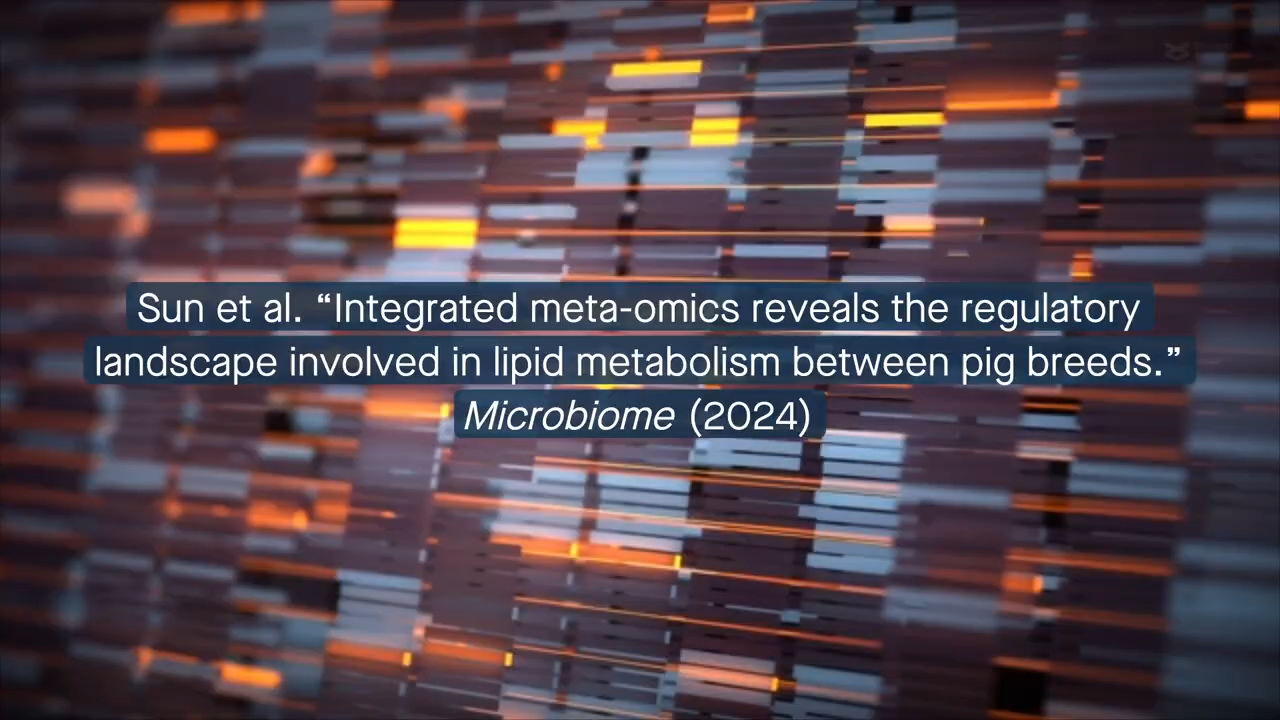 Sun et al. “Integrated meta-omics reveals the regulatory
landscape involved in lipid metabolism between pig breeds.”
Microbiome (2024)